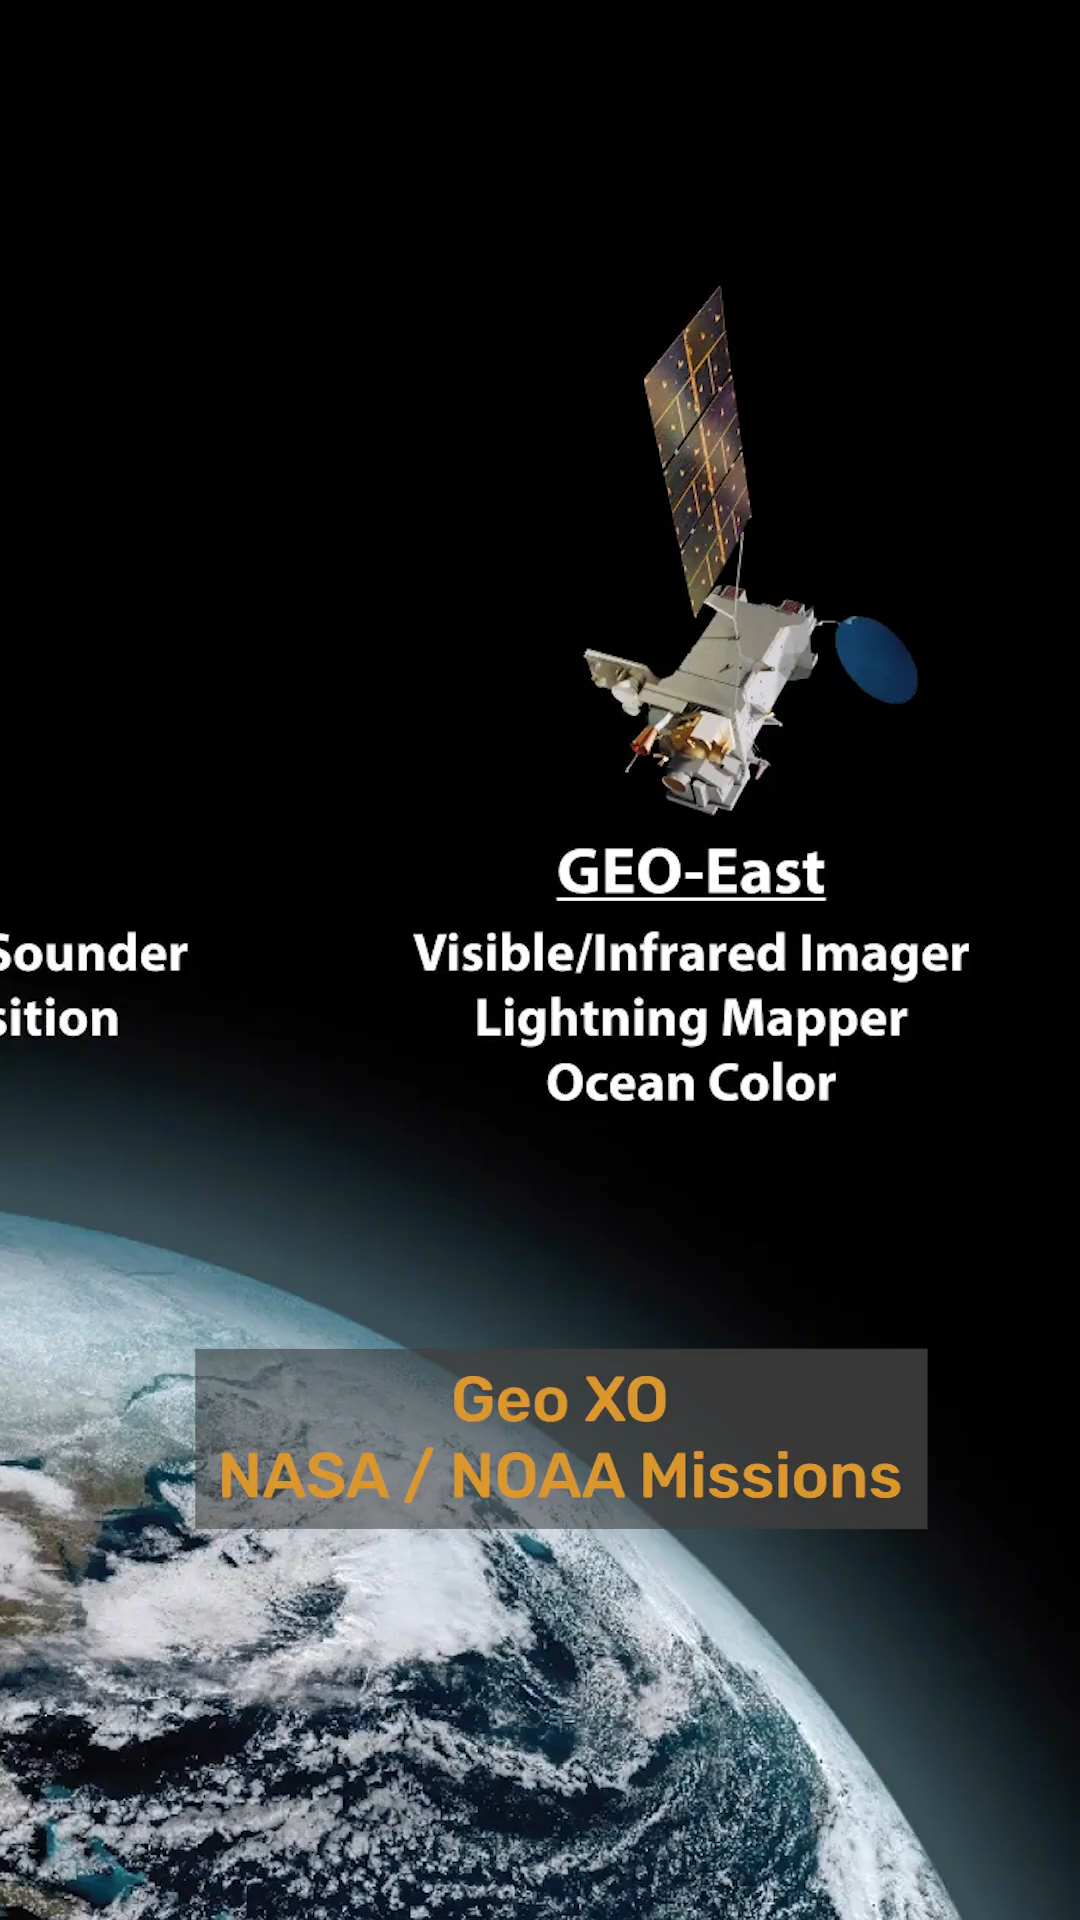 GEO-East
Sounder
Visible/Infrared Imager
sition
Lightning Mapper
Ocean Color
Geo XO
NASA / NOAA Missions